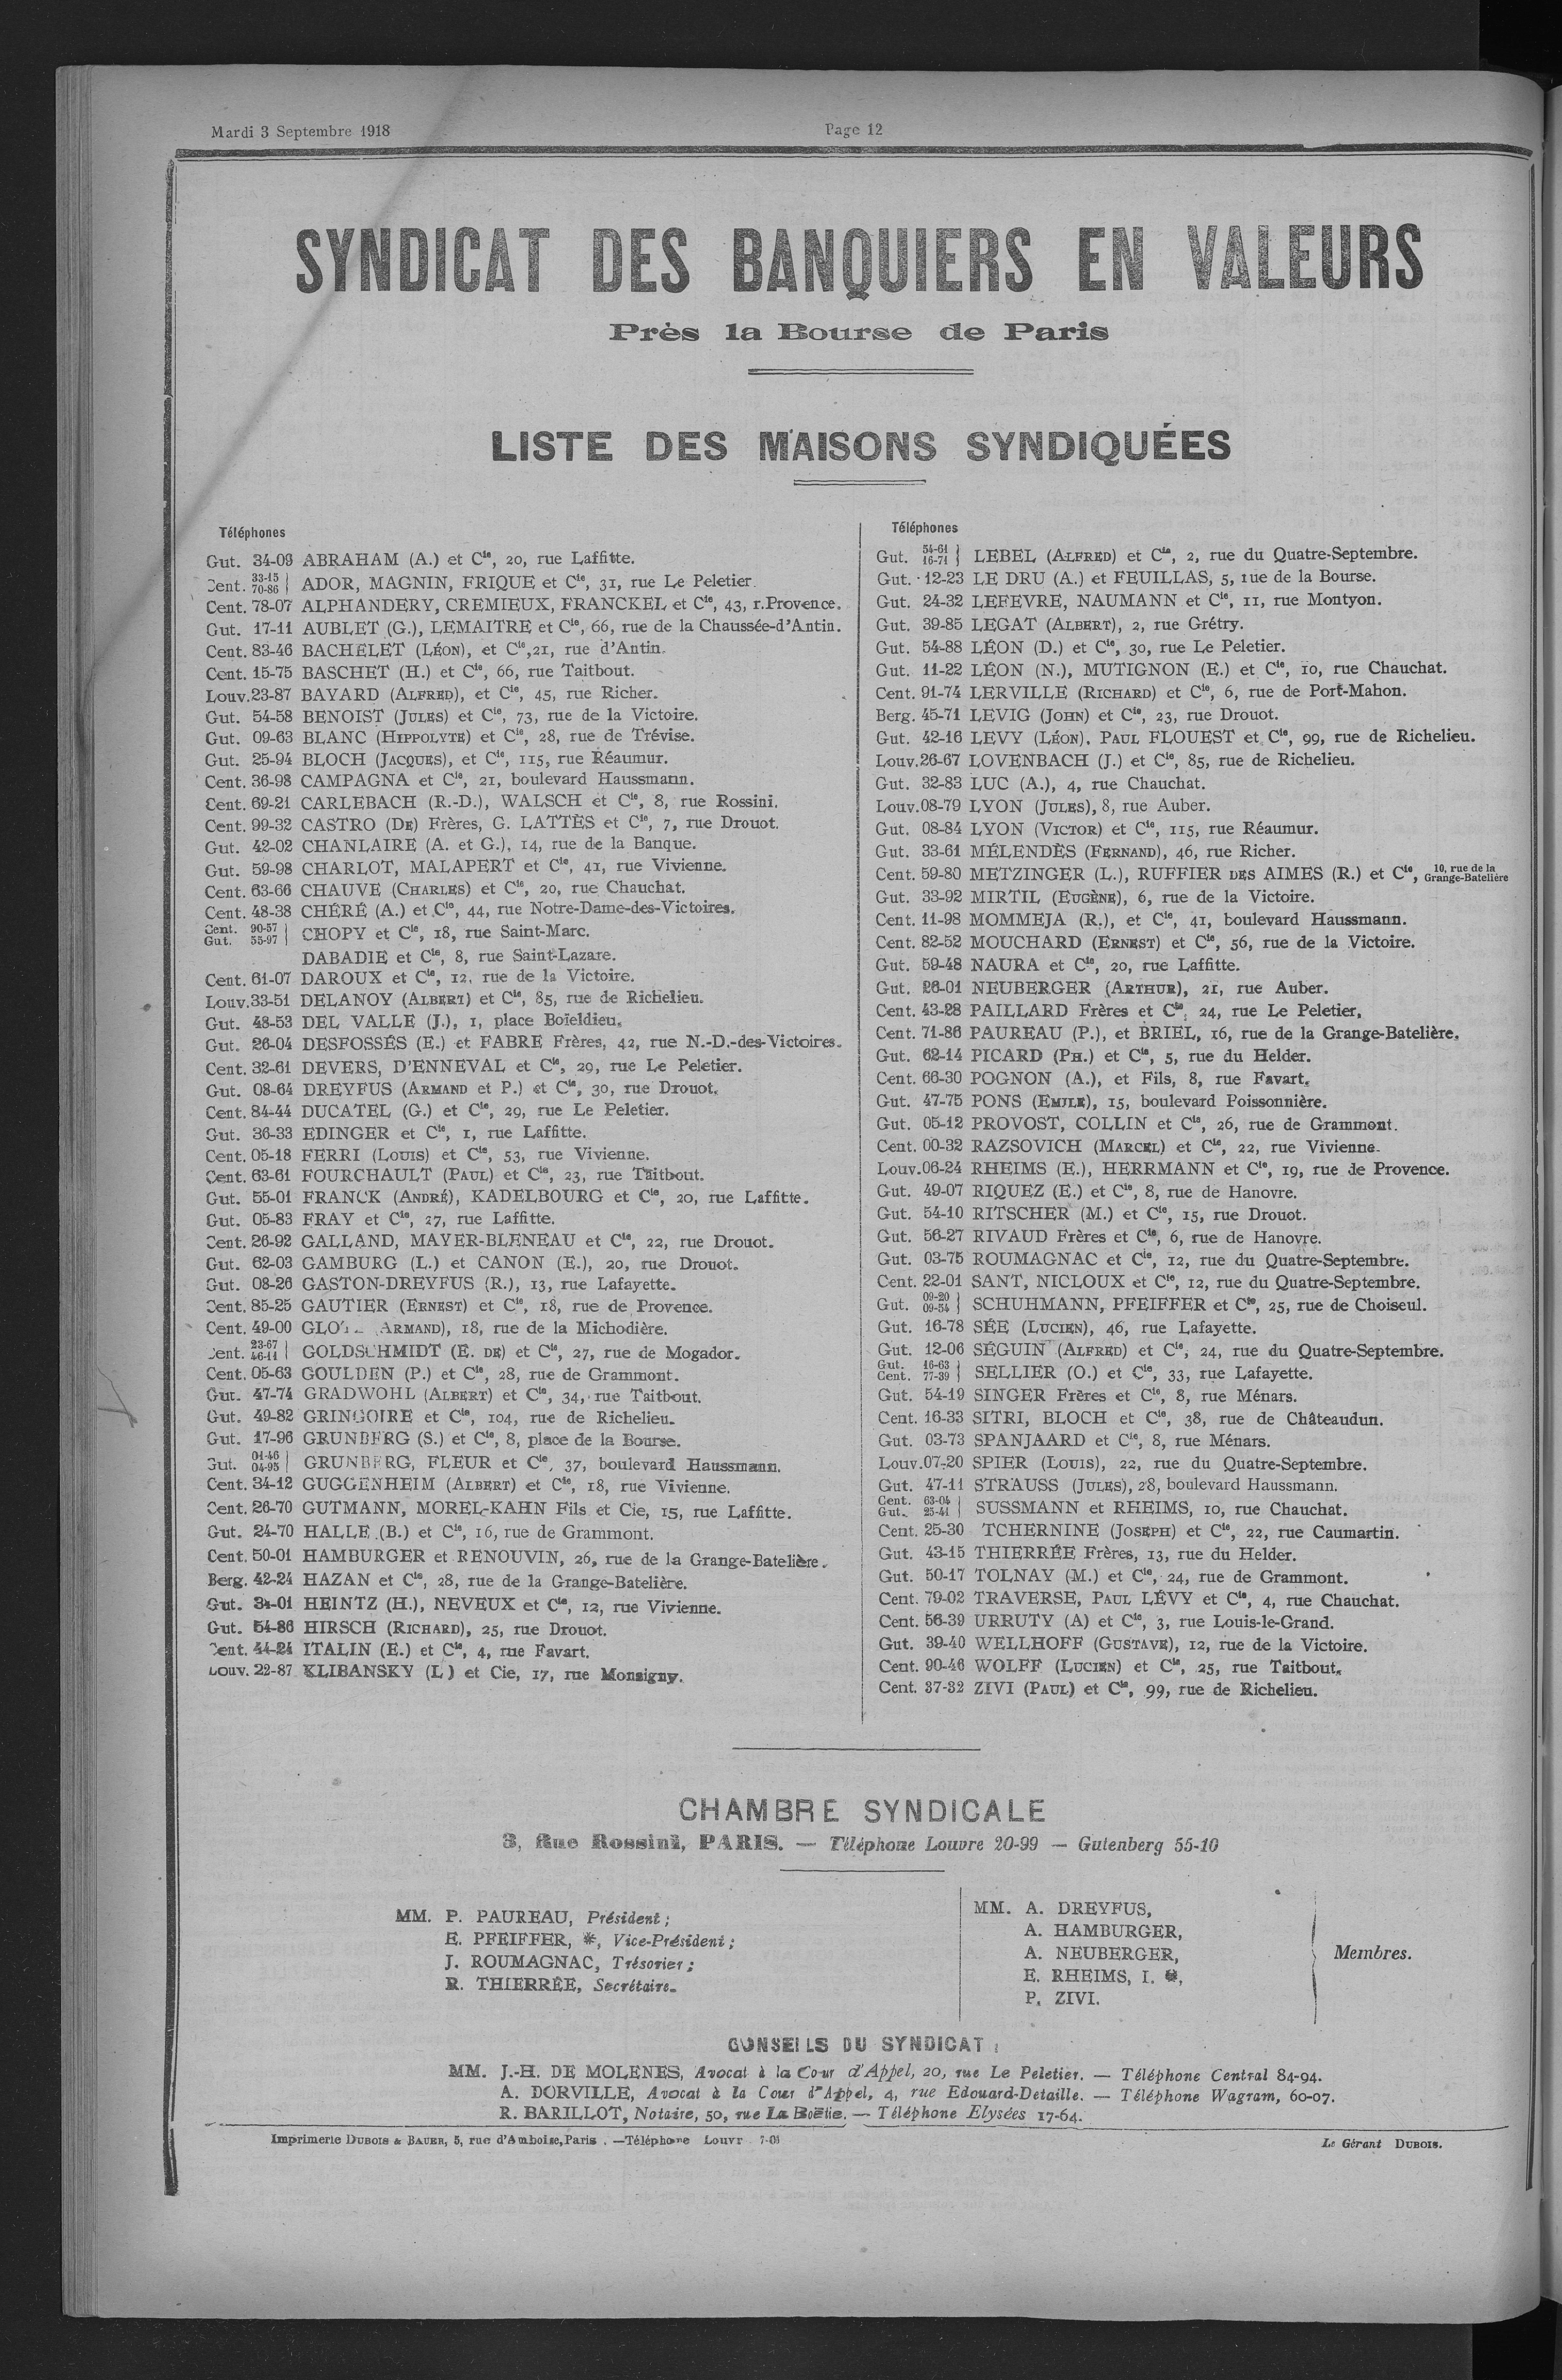 Mardi 3 Septembre 1918
Page 12
SYNDICAT DES BANQUIERS EN VALEURS
Près la Bourse de Paris
LISTE DES MAISONS SYNDIQUÉES
Téléphones
Gut. 34-09 ABRAHAM (A.) et Cie, 20, rue Laffitte.
Cent. 33-15 70-86 ADOR, MAGNIN, FRIQUE et Cie, 31, rue Le Peletier.
Cent. 78-07 ALPHANDERY, CREMIEUX, FRANCKEL et Cie, 43, r.Provence.
Gut. 17-11 AUBLET (G.), LEMAITRE et Cie, 66, rue de la Chaussée-d'Antin.
Cent. 83-46 BACHELET (LÉON), et Cie, 21, rue d'Antin.
Cent. 15-75 BASCHET (H.) et Cie, 66, rue Taitbout.
Louv. 23-87 BAYARD (ALFRED), et Cie, 45, rue Richer.
Gut. 54-58 BENOIST (JULES) et Cie, 73, rue de la Victoire.
Gut. 09-63 BLANC (HIPPOLYTE) et Cie, 28, rue de Trévise.
Gut. 25-94 BLOCH (JACQUES), et Cie, 115, rue Réaumur.
Cent. 36-98 CAMPAGNA et Cie, 21, boulevard Haussmann.
Cent. 69-21 CARLEBACH (R.-D.), WALSCH et Cie, 8, rue Rossini.
Cent. 99-32 CASTRO (DE) Frères, G. LATTÈS et Cie, 7, rue Drouot.
Gut. 42-02 CHANLAIRE (A. et G.), 14, rue de la Banque.
Gut. 59-98 CHARLOT, MALAPERT et Cie, 41, rue Vivienne.
Cent. 63-66 CHAUVE (CHARLES) et Cie, 20, rue Chauchat.
Cent. 48-38 CHÉRÉ (A.) et Cie, 44, rue Notre-Dame-des-Victoires.
Cent. 90-57 Gut. 55-97 CHOPY et Cie, 18, rue Saint-Marc.
DABADIE et Cie, 8, rue Saint-Lazare.
Cent. 61-07 DAROUX et Cie, 12, rue de la Victoire.
Louv. 33-51 DELANOY (ALBERT) et Cie, 85, rue de Richelieu.
Gut. 48-53 DEL VALLE (J.), 1, place Boïeldieu.
Gut. 26-04 DESFOSSÉS (E.) et FABRE Frères, 42, rue N.-D.-des-Victoires.
Cent. 32-61 DEVERS, D'ENNEVAL et Cie, 29, rue Le Peletier.
Gut. 08-64 DREYFUS (ARMAND et P.) et Cie, 30, rue Drouot.
Cent. 84-44 DUCATEL (G.) et Cie, 29, rue Le Peletier.
Gut. 36-33 EDINGER et Cie, 1, rue Laffitte.
Cent. 05-18 FERRI (LOUIS) et Cie, 53, rue Vivienne.
Cent. 63-61 FOURCHAULT (PAUL) et Cie, 23, rue Taitbout.
Gut. 55-01 FRANCK (ANDRÉ), KADELBOURG et Cie, 20, rue Laffitte.
Gut. 05-83 FRAY et Cie, 27, rue Laffitte.
Cent. 26-92 GALLAND, MAYER-BLENEAU et Cie, 22, rue Drouot.
Gut. 62-03 GAMBURG (L.) et CANON (E.), 20, rue Drouot.
Gut. 08-26 GASTON-DREYFUS (R.), 13, rue Lafayette.
Cent. 85-25 GAUTIER (ERNEST) et Cie, 18, rue de Provence.
Cent. 49-00 ARMAND), 18, rue de la Michodière.
Cent. 23-67 46-11 GOLDSCHMIDT (E. DE) et Cie, 27, rue de Mogador.
Cent. 05-63 GOULDEN (P.) et Cie, 28, rue de Grammont.
Gut. 47-74 GRADWOHL (ALBERT) et Cie, 34, rue Taitbout.
Gut. 49-82 GRINGOIRE et Cie, 104, rue de Richelieu.
Gut. 17-96 GRUNBERG (S.) et Cie, 8, place de la Bourse.
Gut. 04-46 04-95 GRUNBERG, FLEUR et Cie, 37, boulevard Haussmann.
Cent. 34-12 GUGGENHEIM (ALBERT) et Cie, 18, rue Vivienne.
Cent. 26-70 GUTMANN, MOREL-KAHN Fils et Cie, 15, rue Laffitte.
Gut. 24-70 HALLE (B.) et Cie, 16, rue de Grammont.
Cent. 50-01 HAMBURGER et RENOUVIN, 26, rue de la Grange-Batelière.
Berg. 42-24 HAZAN et Cie, 28, rue de la Grange-Batelière.
Gut. 34-01 HEINTZ (H.), NEVEUX et Cie, 12, rue Vivienne.
Gut. 54-86 HIRSCH (RICHARD), 25, rue Drouot.
Cent. 44-24 ITALIN (E.) et Cie, 4, rue Favart.
Louv. 22-87 KLIBANSKY (L) et Cie, 17, rue Monsigny.
Téléphones
Gut. 54-61 16-71 LEBEL (ALFRED) et Cie, 2, rue du Quatre-Septembre.
Gut. 12-23 LE DRU (A.) et FEUILLAS, 5, rue de la Bourse.
Gut. 24-32 LEFEVRE, NAUMANN et Cie, 11, rue Montyon.
Gut. 39-85 LEGAT (ALBERT), 2, rue Grétry.
Gut. 54-88 LÉON (D.) et Cie, 30, rue Le Peletier.
Gut. 11-22 LÉON (N.), MUTIGNON (E.) et Cie, 10, rue Chauchat.
Cent. 91-74 LERVILLE (RICHARD) et Cie, 6, rue de Port-Mahon.
Berg. 45-71 LEVIG (JOHN) et Cie, 23, rue Drouot.
Gut. 42-16 LEVY (LÉON), PAUL FLOUEST et Cie, 99, rue de Richelieu.
Louv. 26-67 LOVENBACH (J.) et Cie, 85, rue de Richelieu.
Gut. 32-83 LUC (A.), 4, rue Chauchat.
Louv. 08-79 LYON (JULES), 8, rue Auber.
Gut. 08-84 LYON (VICTOR) et Cie, 115, rue Réaumur.
Gut. 33-61 MÉLENDÈS (FERNAND), 46, rue Richer.
Cent. 59-80 METZINGER (L.), RUFFIER DES AIMES (R.) et Cie, 10, rue de la Grange-Batelière
Gut. 33-92 MIRTIL (EUGÈNE), 6, rue de la Victoire.
Cent. 11-98 MOMMEJA (R.), et Cie, 41, boulevard Haussmann.
Cent. 82-52 MOUCHARD (ERNEST) et Cie, 56, rue de la Victoire.
Gut. 59-48 NAURA et Cie, 20, rue Laffitte.
Gut. 26-01 NEUBERGER (ARTHUR), 21, rue Auber.
Cent. 43-28 PAILLARD Frères et Cie, 24, rue Le Peletier.
Cent. 71-86 PAUREAU (P.), et BRIEL, 16, rue de la Grange-Batelière.
Gut. 62-14 PICARD (PH.) et Cie, 5, rue du Helder.
Cent. 66-30 POGNON (A.), et Fils, 8, rue Favart.
Gut. 47-75 PONS (EMILE), 15, boulevard Poissonnière.
Gut. 05-12 PROVOST, COLLIN et Cie, 26, rue de Grammont.
Cent. 00-32 RAZSOVICH (MARCEL) et Cie, 22, rue Vivienne.
Louv. 06-24 RHEIMS (E.), HERRMANN et Cie, 19, rue de Provence.
Gut. 49-07 RIQUEZ (E.) et Cie, 8, rue de Hanovre.
Gut. 54-10 RITSCHER (M.) et Cie, 15, rue Drouot.
Gut. 56-27 RIVAUD Frères et Cie, 6, rue de Hanovre.
Gut. 03-75 ROUMAGNAC et Cie, 12, rue du Quatre-Septembre.
Cent. 22-01 SANT, NICLOUX et Cie, 12, rue du Quatre-Septembre.
Gut. 09-20 09-54 SCHUHMANN, PFEIFFER et Cie, 25, rue de Choiseul.
Gut. 16-78 SÉE (LUCIEN), 46, rue Lafayette.
Gut. 12-06 SÉGUIN (ALFRED) et Cie, 24, rue du Quatre-Septembre.
Gut. 16-63 Cent. 77-39 SELLIER (O.) et Cie, 33, rue Lafayette.
Gut. 54-19 SINGER Frères et Cie, 8, rue Ménars.
Cent. 16-33 SITRI, BLOCH et Cie, 38, rue de Châteaudun.
Gut. 03-73 SPANJAARD et Cie, 8, rue Ménars.
Louv. 07-20 SPIER (LOUIS), 22, rue du Quatre-Septembre.
Gut. 47-11 STRAUSS (JULES), 28, boulevard Haussmann.
Cent. 63-04 Gut. 25-41 SUSSMANN et RHEIMS, 10, rue Chauchat.
Cent. 25-30 TCHERNINE (JOSEPH) et Cie, 22, rue Caumartin.
Gut. 43-15 THIERRÉE Frères, 13, rue du Helder.
Gut. 50-17 TOLNAY (M.) et Cie, 24, rue de Grammont.
Cent. 79-02 TRAVERSE, PAUL LÉVY et Cie, 4, rue Chauchat.
Cent. 56-39 URRUTY (A) et Cie, 3, rue Louis-le-Grand.
Gut. 39-40 WELLHOFF (GUSTAVE), 12, rue de la Victoire.
Cent. 90-46 WOLFF (LUCIEN) et Cie, 25, rue Taitbout.
Cent. 37-32 ZIVI (PAUL) et Cie, 99, rue de Richelieu.
CHAMBRE SYNDICALE
3, Rue Rossini, PARIS. — Téléphone Louvre 20-99 — Gutenberg 55-10
MM. P. PAUREAU, Président;
E. PFEIFFER, ✻, Vice-Président;
J. ROUMAGNAC, Trésorier;
R. THIERRÉE, Secrétaire.
MM. A. DREYFUS,
A. HAMBURGER,
A. NEUBERGER,
E. RHEIMS, I. ✻,
P. ZIVI.
Membres.
CONSEILS DU SYNDICAT
MM. J.-H. DE MOLENES, Avocat à la Cour d'Appel, 20, rue Le Peletier. — Téléphone Central 84-94.
A. DORVILLE, Avocat à la Cour d'Appel, 4, rue Edouard-Detaille. — Téléphone Wagram, 60-07.
R. BARILLOT, Notaire, 50, rue La Boëtie. — Téléphone Elysées 17-64.
Imprimerie DUBOIS & BAUER, 5, rue d'Amboise, Paris. — Téléphone Louvr
Le Gérant DUBOIS.